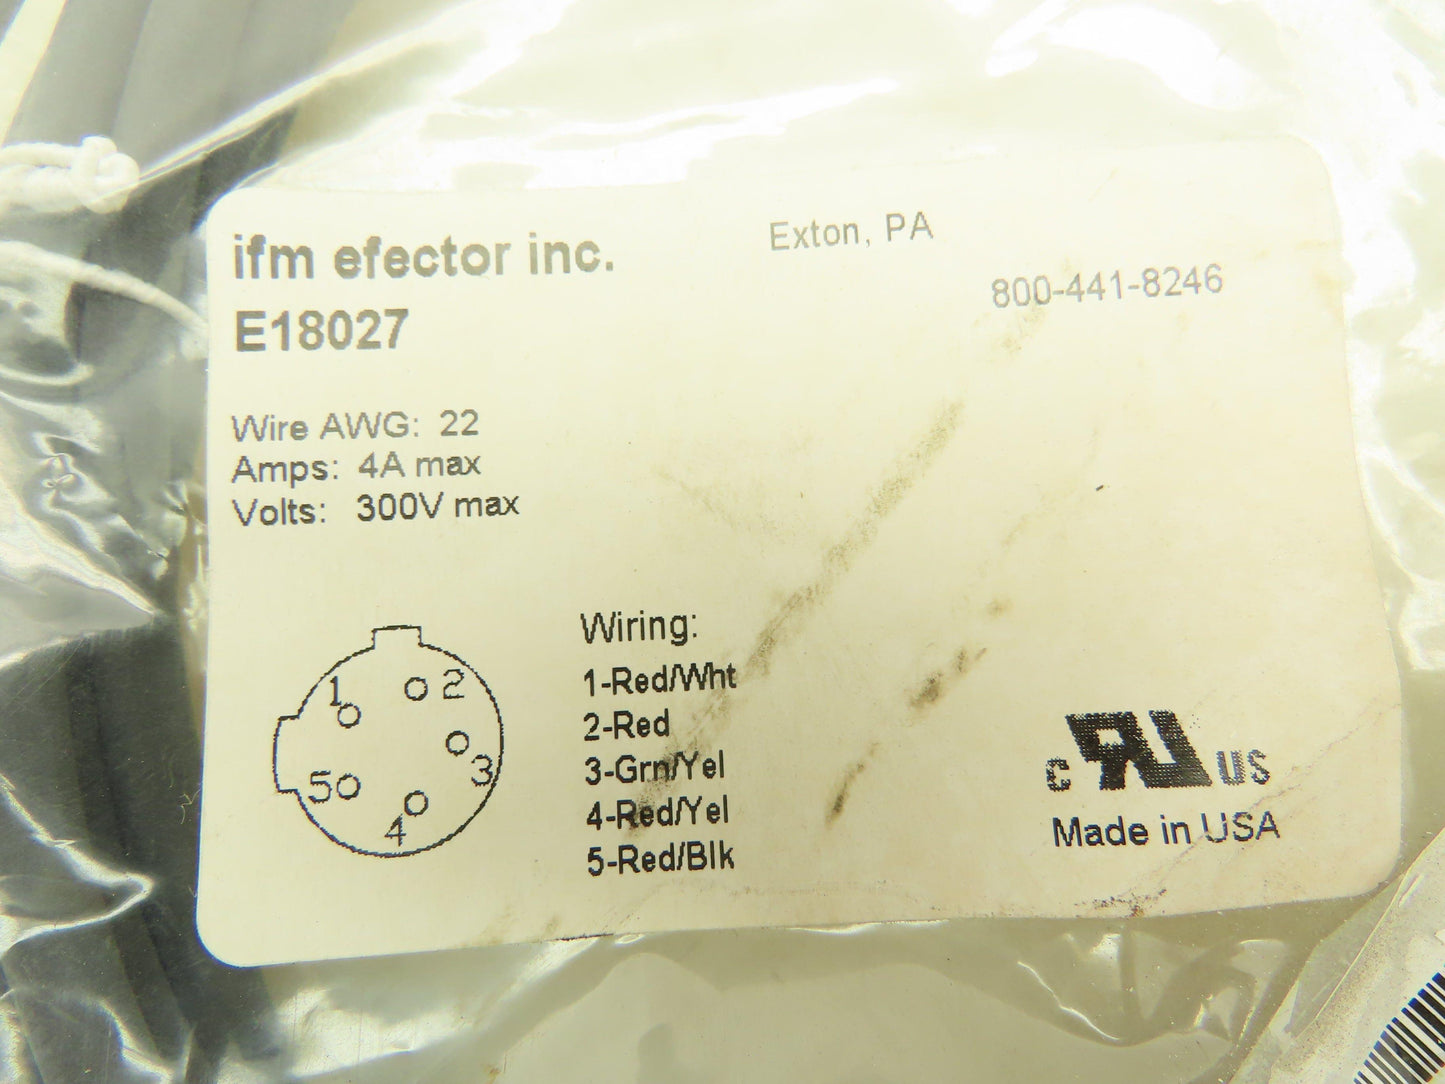 ifm efector inc.
Exton, PA
E18027
800-441-8246
Wire AWG: 22
Amps: 4A max
Volts: 300V max
1
2
3
4
5
Wiring:
1-Red/Wht
2-Red
3-Grn/Yel
4-Red/Yel
5-Red/Blk
c RU US
Made in USA